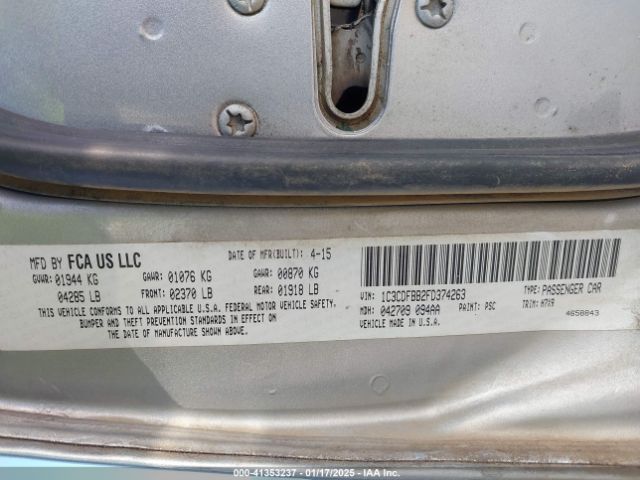 MFD BY FCA US LLC DATE OF MFR(BUILT): 4-15
GVWR: 01944 KG GAWR: 01076 KG GAWR: 00870 KG
04285 LB FRONT: 02370 LB REAR: 01918 LB
THIS VEHICLE CONFORMS TO ALL APPLICABLE U.S.A. FEDERAL MOTOR VEHICLE SAFETY,
BUMPER AND THEFT PREVENTION STANDARDS IN EFFECT ON
THE DATE OF MANUFACTURE SHOWN ABOVE.
VIN: 1C3CDFBB2FD374263 TYPE: PASSENGER CAR
MDH: 042709 094AA PAINT: PSC TRIM: H7X9
VEHICLE MADE IN U.S.A. 4658843
000-41353237 - 01/17/2025 - IAA Inc.